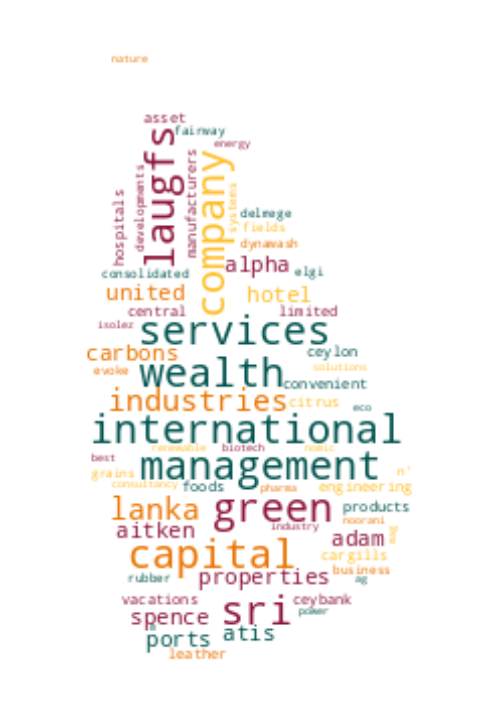 nature
asset
fairway
energy
laugfs
company
manufacturers
developments
hospitals
systems
delmege
fields
dynawash
alpha
elgi
consolidated
united
hotel
central
limited
isolez
services
carbons
ceylon
evoke
wealth
solutions
convenient
industries
citrus
eco
international
renewable
biotech
nomic
best
management
grains
n'
consultancy
foods
pharma
engineering
lanka
green
products
noorani
aitken
industry
adam
capital
cargills
rubber
properties
business
ag
vacations
sri
ceybank
power
spence
ports
atis
leather